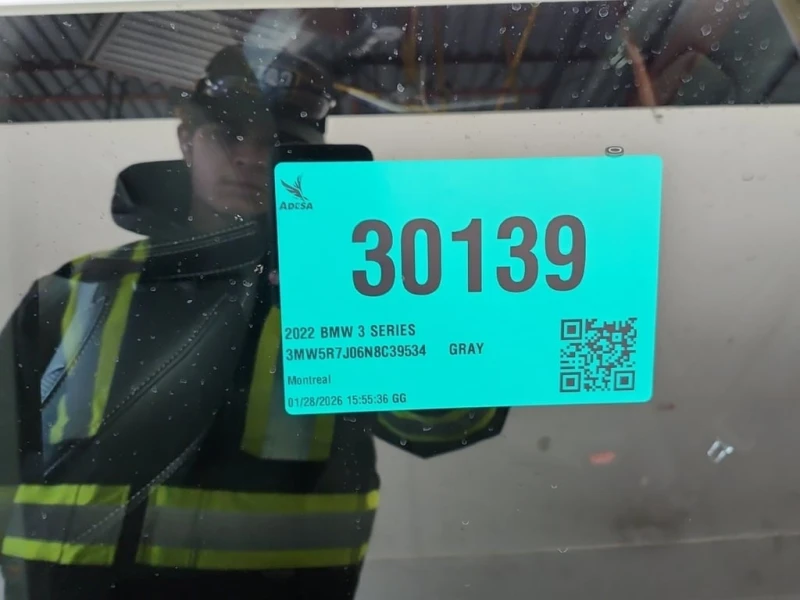 ADESA
30139
2022 BMW 3 SERIES
3MW5R7J06N8C39534 GRAY
Montreal
01/28/2026 15:55:36 GG